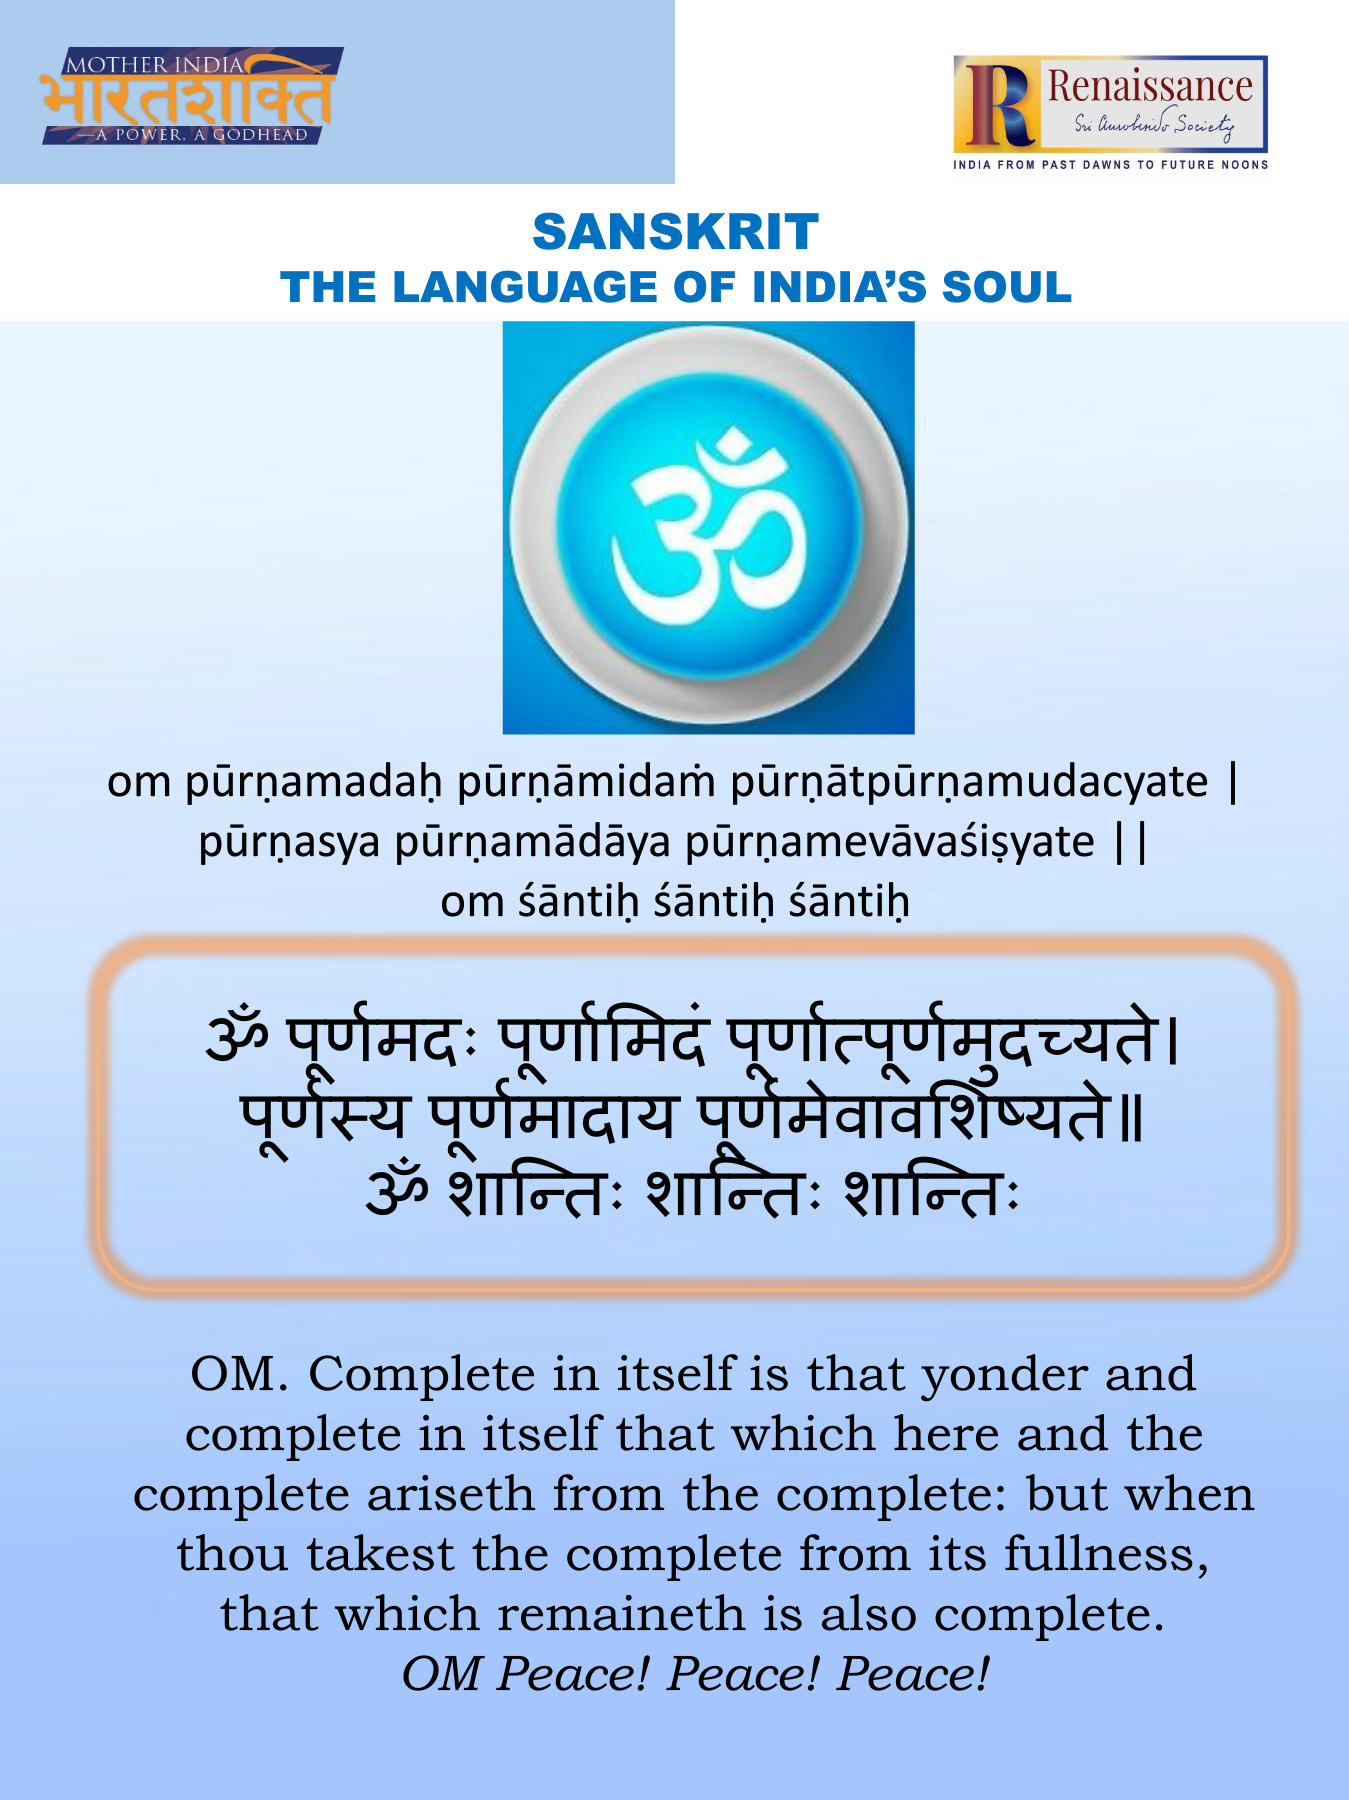 MOTHER INDIA
भारतशक्ति
—A POWER, A GODHEAD
R Renaissance
Sri Aurobindo Society
INDIA FROM PAST DAWNS TO FUTURE NOONS
SANSKRIT
THE LANGUAGE OF INDIA’S SOUL
ॐ
om pūrṇamadaḥ pūrṇāmidaṁ pūrṇātpūrṇamudacyate |
pūrṇasya pūrṇamādāya pūrṇamevāvaśiṣyate ||
om śāntiḥ śāntiḥ śāntiḥ
ॐ पूर्णमदः पूर्णामिदं पूर्णात्पूर्णमुदच्यते।
पूर्णस्य पूर्णमादाय पूर्णमेवावशिष्यते॥
ॐ शान्तिः शान्तिः शान्तिः
OM. Complete in itself is that yonder and
complete in itself that which here and the
complete ariseth from the complete: but when
thou takest the complete from its fullness,
that which remaineth is also complete.
OM Peace! Peace! Peace!